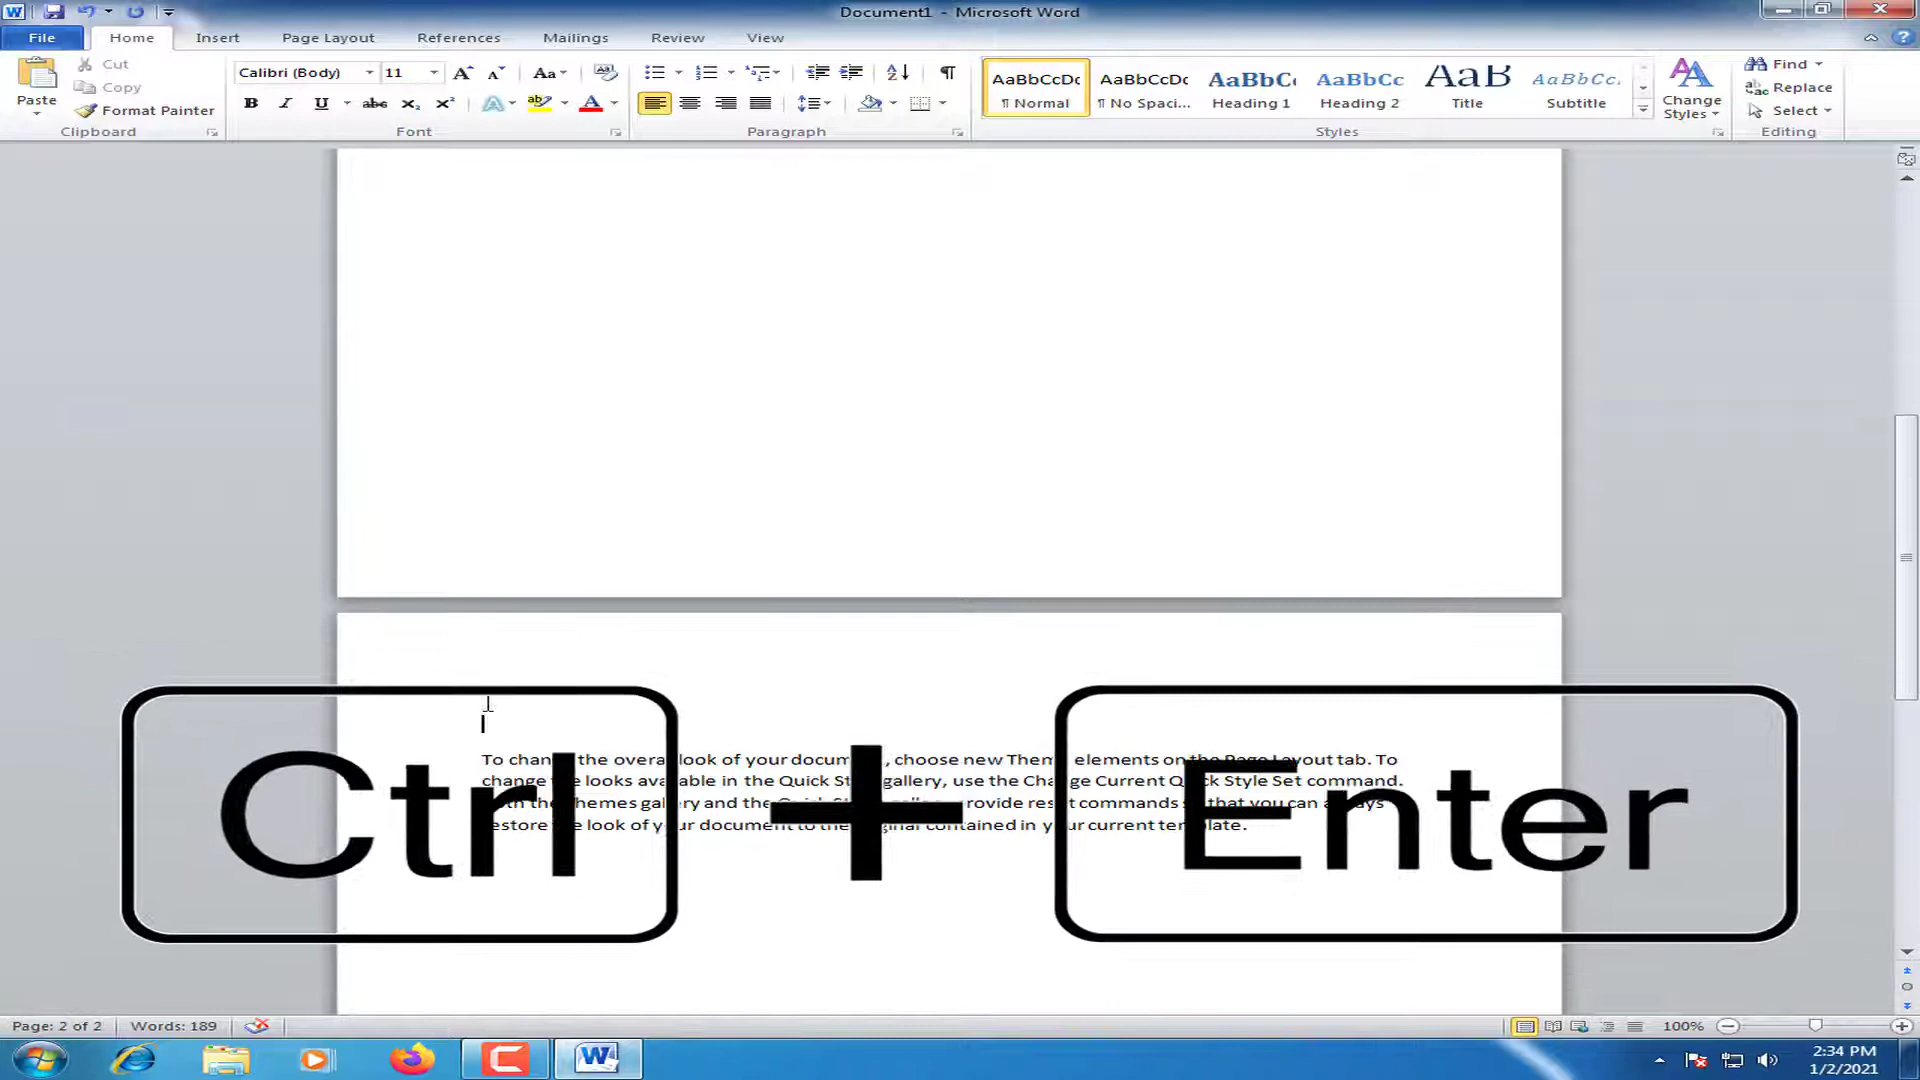 Document1 - Microsoft Word
File Home Insert Page Layout References Mailings Review View
Paste
Cut
Copy
Format Painter
Clipboard
Calibri (Body) 11
Font
Paragraph
AaBbCcDc
¶ Normal
AaBbCcDc
¶ No Spaci...
AaBbC
Heading 1
AaBbCc
Heading 2
AaB
Title
AaBbCc.
Subtitle
Change
Styles
Styles
Find
Replace
Select
Editing
To change the overall look of your document, choose new Theme elements on the Page Layout tab. To
change the looks available in the Quick Style gallery, use the Change Current Quick Style Set command.
Both the Themes gallery and the Quick Styles gallery provide reset commands so that you can always
restore the look of your document to the original contained in your current template.
Ctrl + Enter
Page: 2 of 2 Words: 189
100%
2:34 PM
1/2/2021